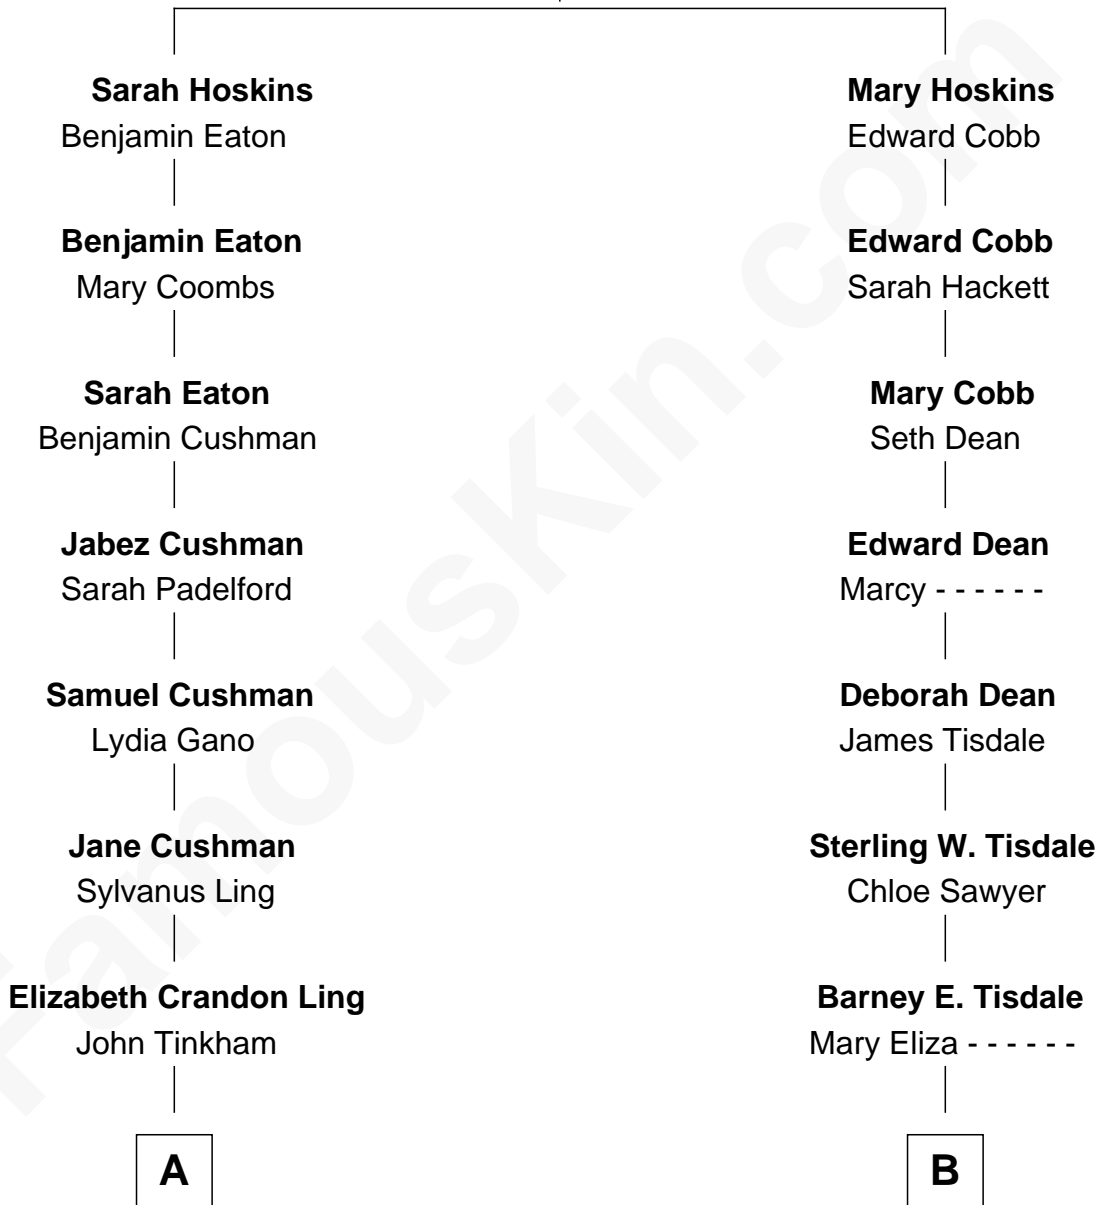 Sarah Hoskins
Benjamin Eaton
Benjamin Eaton
Mary Coombs
Sarah Eaton
Benjamin Cushman
Jabez Cushman
Sarah Padelford
Samuel Cushman
Lydia Gano
Jane Cushman
Sylvanus Ling
Elizabeth Crandon Ling
John Tinkham
A
Mary Hoskins
Edward Cobb
Edward Cobb
Sarah Hackett
Mary Cobb
Seth Dean
Edward Dean
Marcy - - - - - -
Deborah Dean
James Tisdale
Sterling W. Tisdale
Chloe Sawyer
Barney E. Tisdale
Mary Eliza - - - - - -
B
FamousKin.com